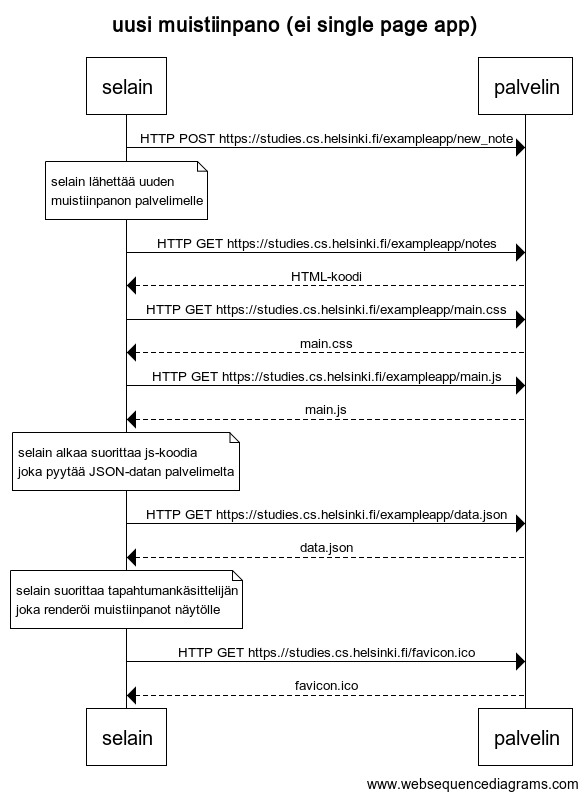 uusi muistiinpano (ei single page app)
selain
palvelin
HTTP POST https://studies.cs.helsinki.fi/exampleapp/new_note
selain lähettää uuden
muistiinpanon palvelimelle
HTTP GET https://studies.cs.helsinki.fi/exampleapp/notes
HTML-koodi
HTTP GET https://studies.cs.helsinki.fi/exampleapp/main.css
main.css
HTTP GET https://studies.cs.helsinki.fi/exampleapp/main.js
main.js
selain alkaa suorittaa js-koodia
joka pyytää JSON-datan palvelimelta
HTTP GET https://studies.cs.helsinki.fi/exampleapp/data.json
data.json
selain suorittaa tapahtumankäsittelijän
joka renderöi muistiinpanot näytölle
HTTP GET https.//studies.cs.helsinki.fi/favicon.ico
favicon.ico
selain
palvelin
www.websequencediagrams.com